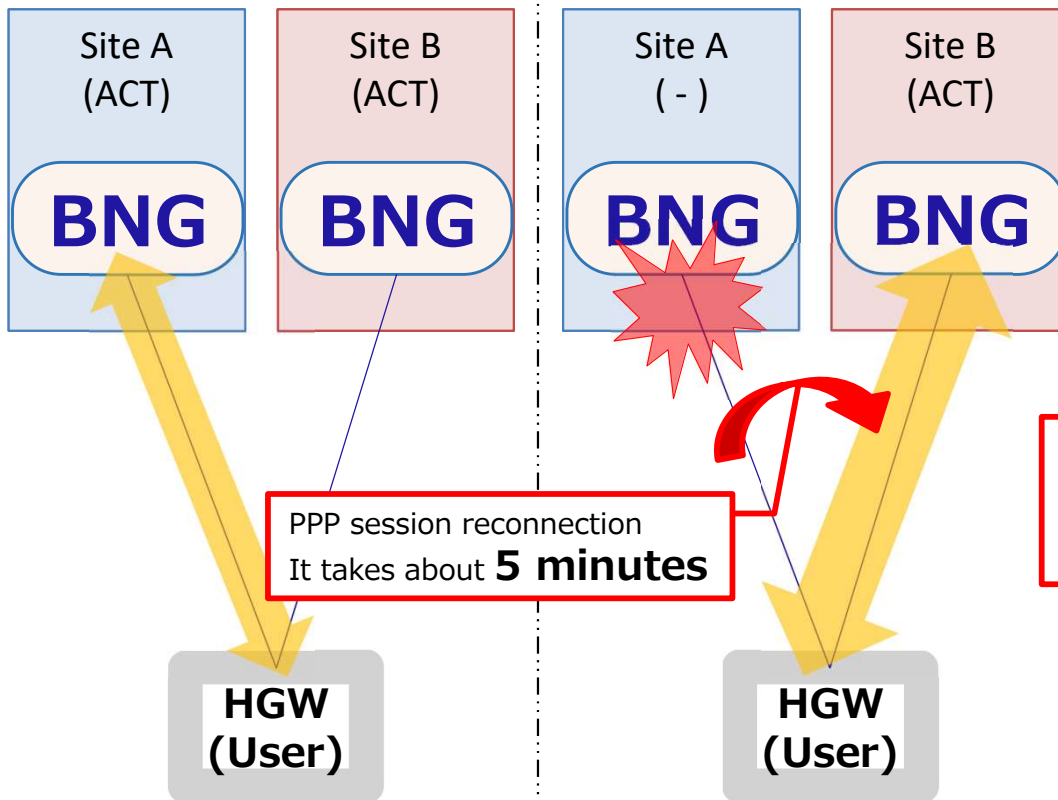 Site A
(ACT)
Site B
(ACT)
BNG
BNG
Site A
( - )
Site B
(ACT)
BNG
BNG
PPP session reconnection
It takes about 5 minutes
HGW
(User)
HGW
(User)